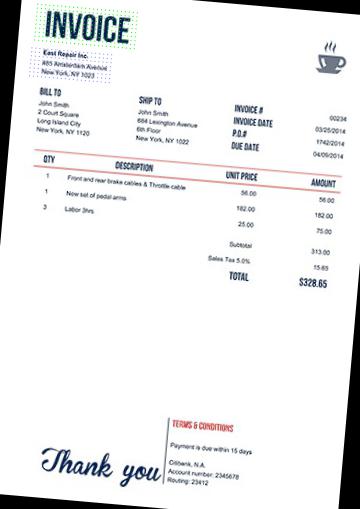 INVOICE
East Repair Inc.
885 Amsterdam Avenue
New York, NY 1023
BILL TO
John Smith
2 Court Square
Long Island City
New York, NY 1120
SHIP TO
John Smith
684 Lexington Avenue
6th Floor
New York, NY 1022
INVOICE # 00234
INVOICE DATE 03/25/2014
P.O.# 1742/2014
DUE DATE 04/09/2014
QTY DESCRIPTION UNIT PRICE AMOUNT
1 Front and rear brake cables & Throttle cable 56.00 56.00
1 New set of pedal arms 182.00 182.00
3 Labor 3hrs 25.00 75.00
Subtotal 313.00
Sales Tax 5.0% 15.65
TOTAL $328.65
Thank you
TERMS & CONDITIONS
Payment is due within 15 days
Citibank, N.A.
Account number: 2345678
Routing: 23412